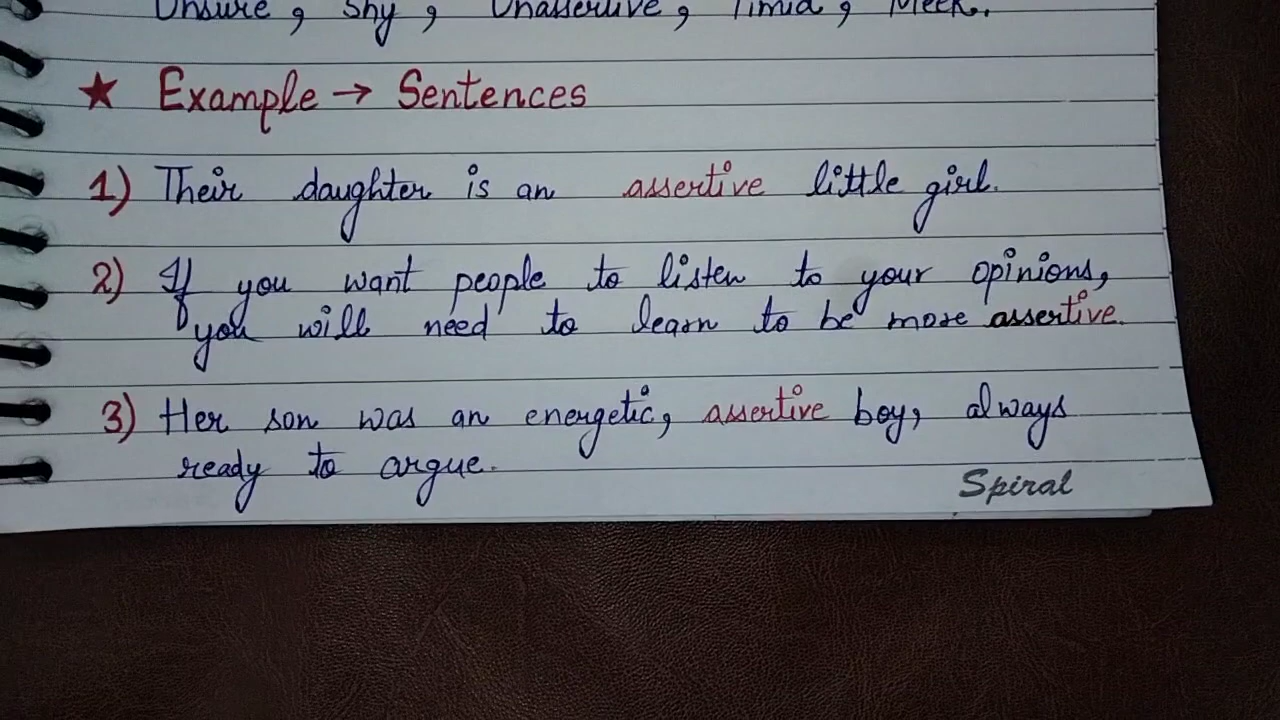 Unsure, Shy, Unassertive, Timid, Meek.
★ Example → Sentences
1) Their daughter is an assertive little girl.
2) If you want people to listen to your opinions,
you will need to learn to be more assertive.
3) Her son was an energetic, assertive boy, always
ready to argue.
Spiral